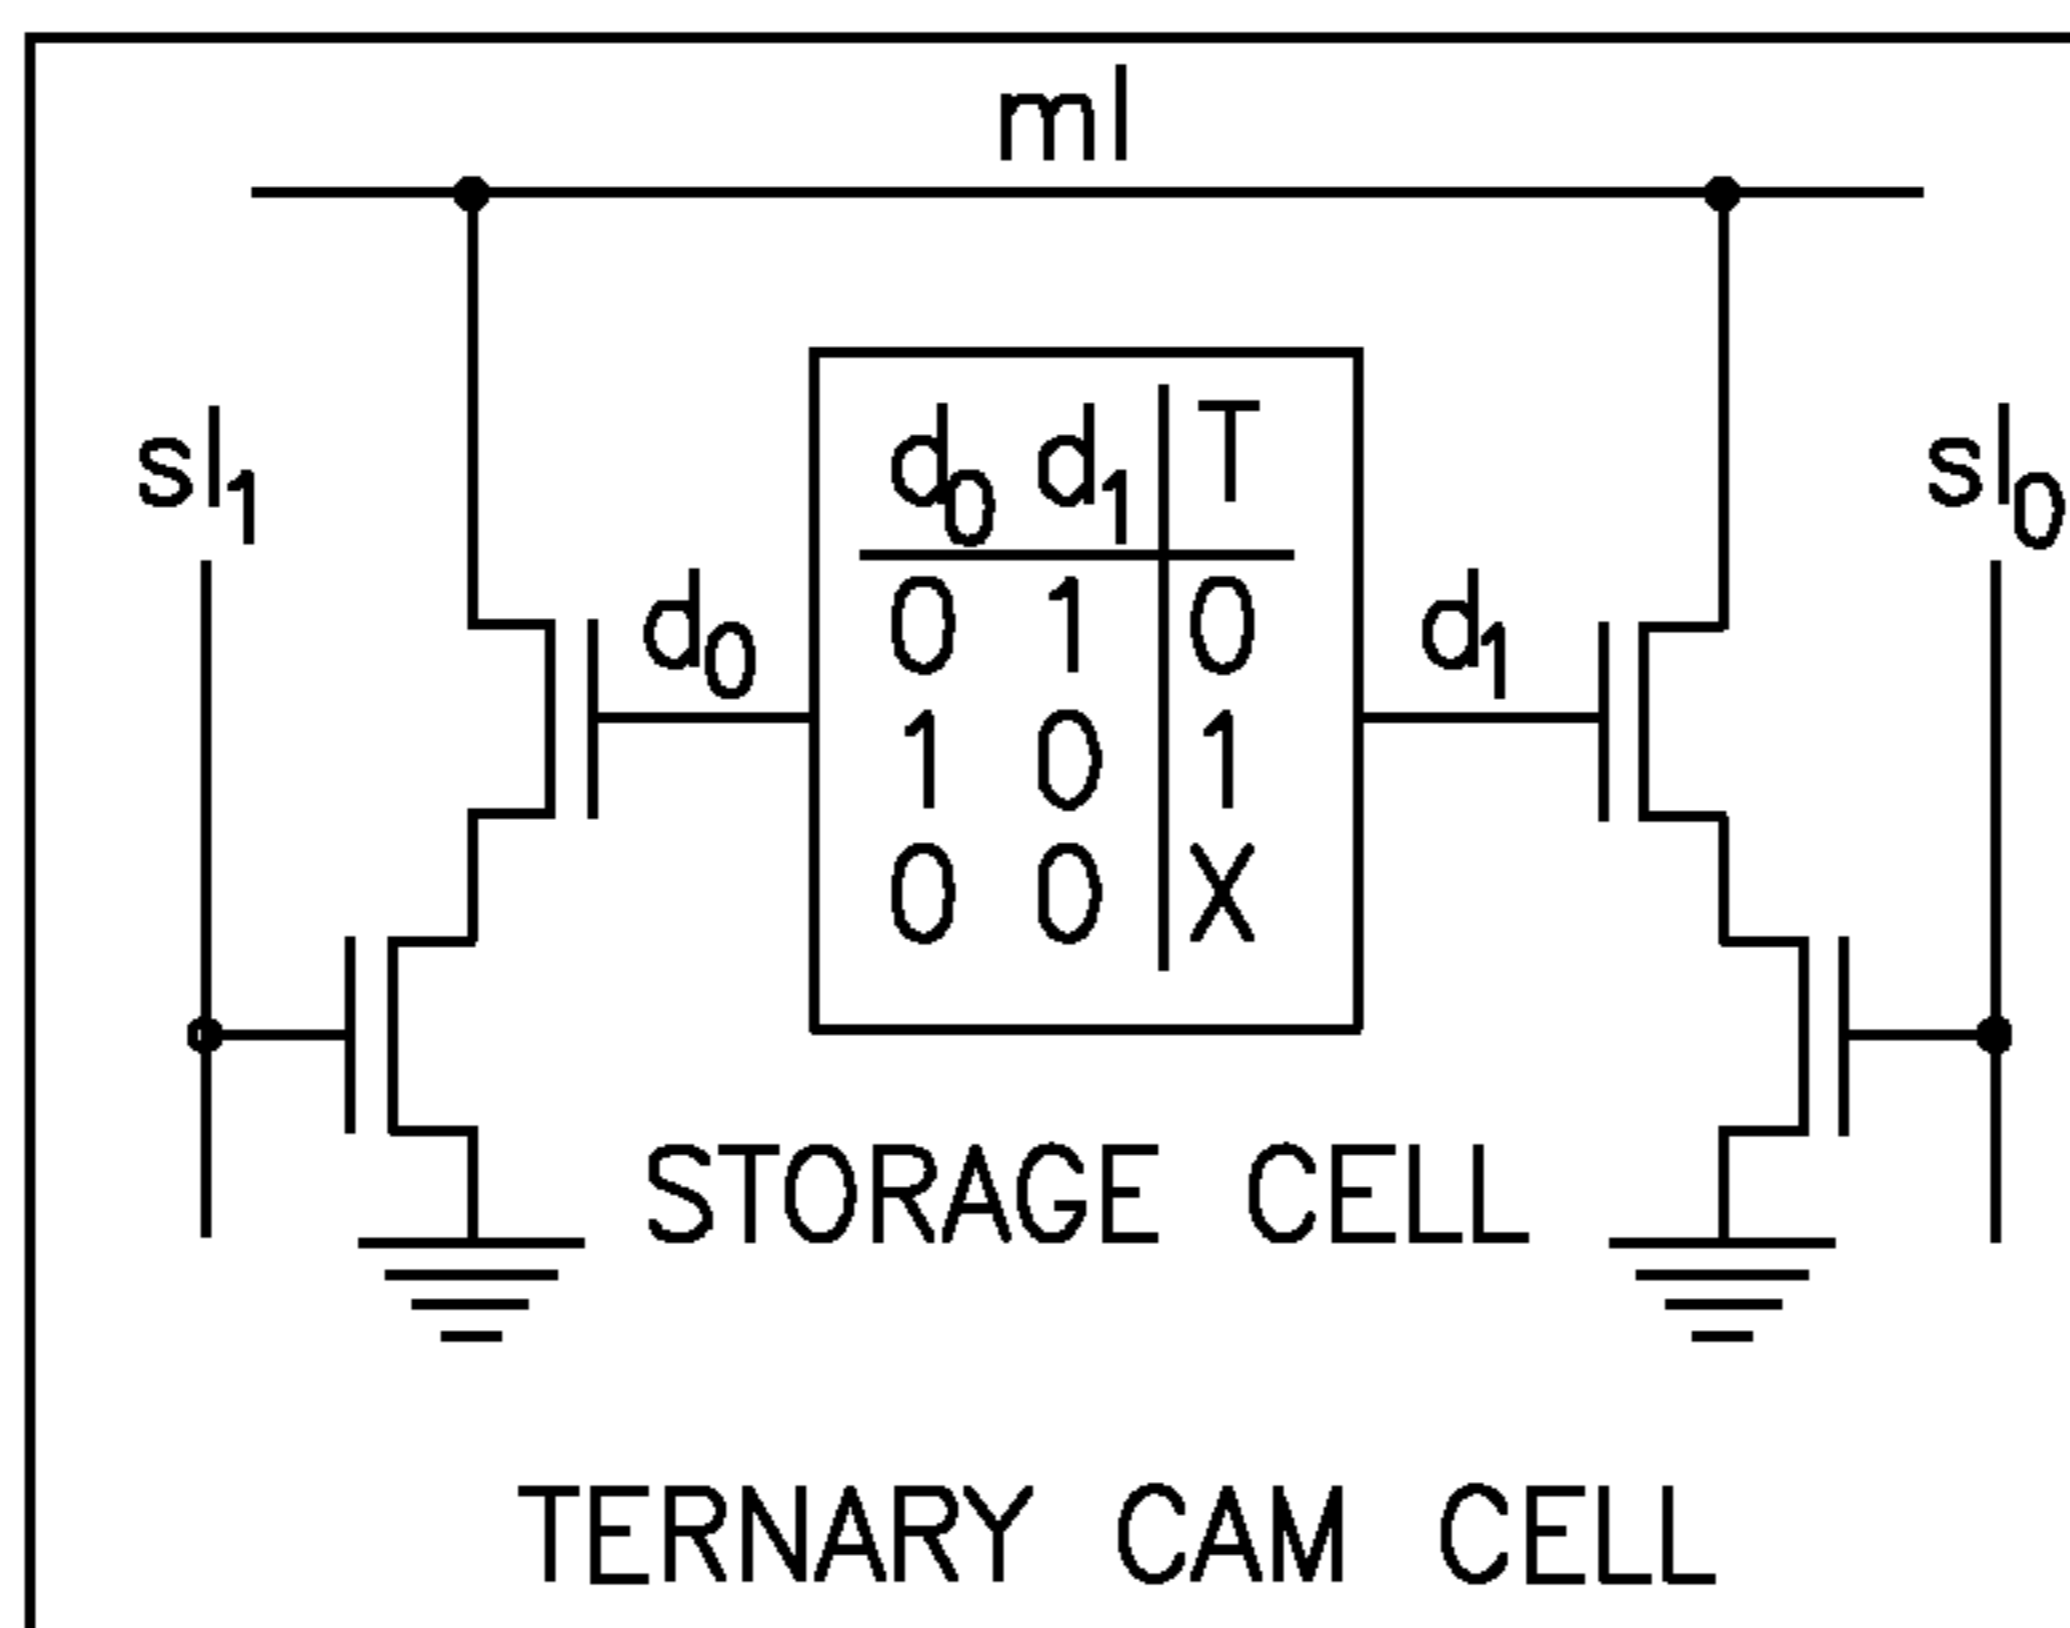 ml
sl1
d0 d1 T
sl0
d0
0 1 0
d1
1 0 1
0 0 X
STORAGE CELL
TERNARY CAM CELL